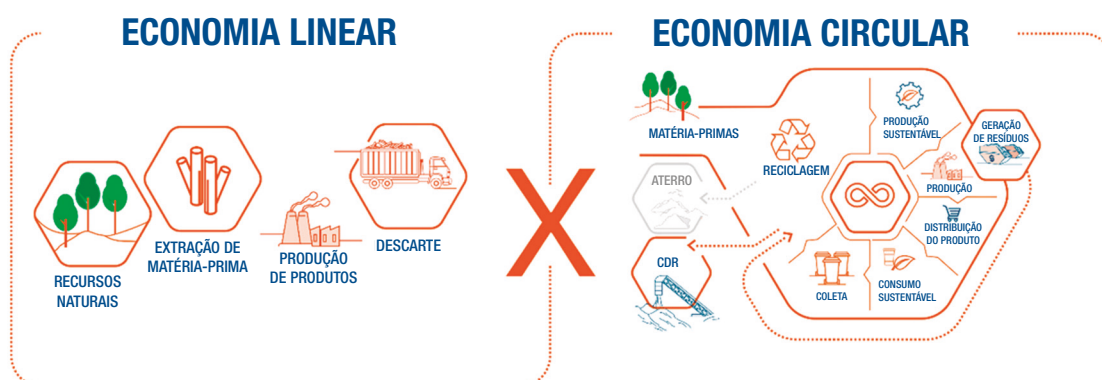 ECONOMIA LINEAR
RECURSOS
NATURAIS
EXTRAÇÃO DE
MATÉRIA-PRIMA
PRODUÇÃO
DE PRODUTOS
DESCARTE
X
ECONOMIA CIRCULAR
MATÉRIA-PRIMAS
PRODUÇÃO
SUSTENTÁVEL
GERAÇÃO
DE RESÍDUOS
RECICLAGEM
ATERRO
PRODUÇÃO
DISTRIBUIÇÃO
DO PRODUTO
CDR
COLETA
CONSUMO
SUSTENTÁVEL